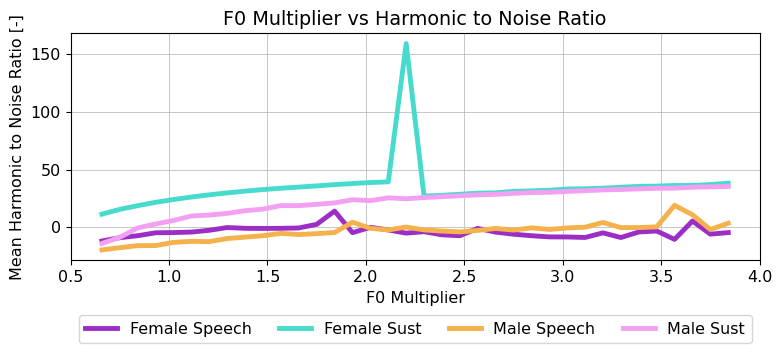 F0 Multiplier vs Harmonic to Noise Ratio
Mean Harmonic to Noise Ratio [-]
150
100
50
0
0.5 1.0 1.5 2.0 2.5 3.0 3.5 4.0
F0 Multiplier
Female Speech Female Sust Male Speech Male Sust